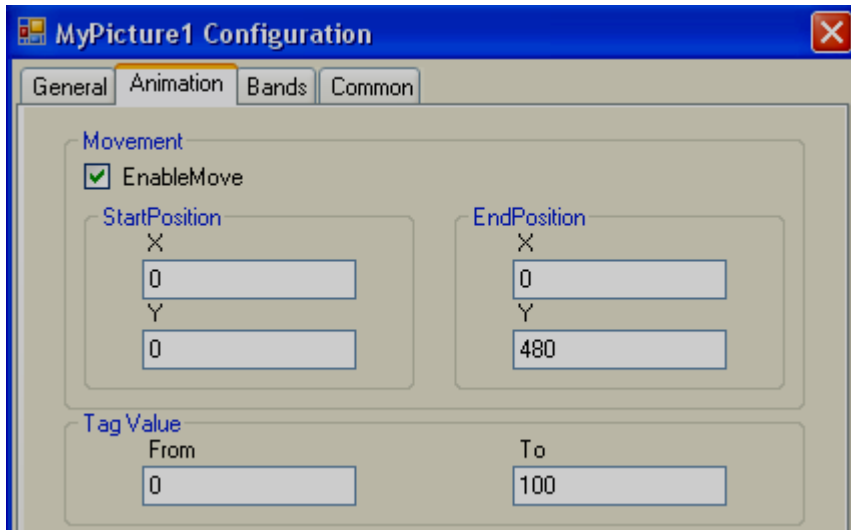 MyPicture1 Configuration
General Animation Bands Common
Movement
EnableMove
StartPosition EndPosition
X X
0 0
Y Y
0 480
Tag Value
From To
0 100